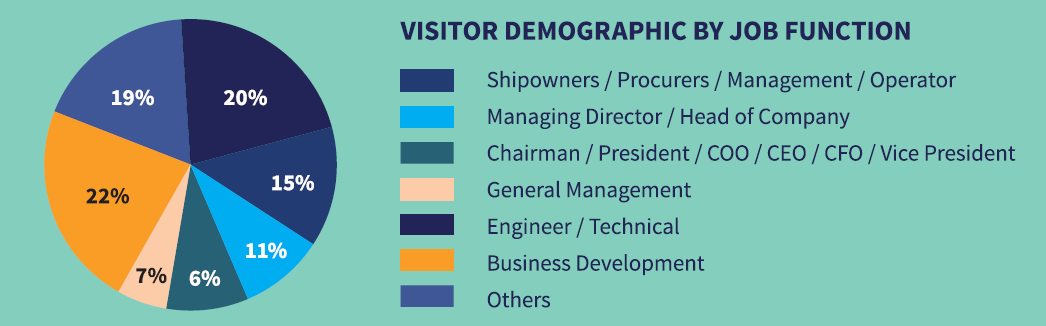 VISITOR DEMOGRAPHIC BY JOB FUNCTION
19%
20%
15%
22%
11%
7%
6%
Shipowners / Procurers / Management / Operator
Managing Director / Head of Company
Chairman / President / COO / CEO / CFO / Vice President
General Management
Engineer / Technical
Business Development
Others